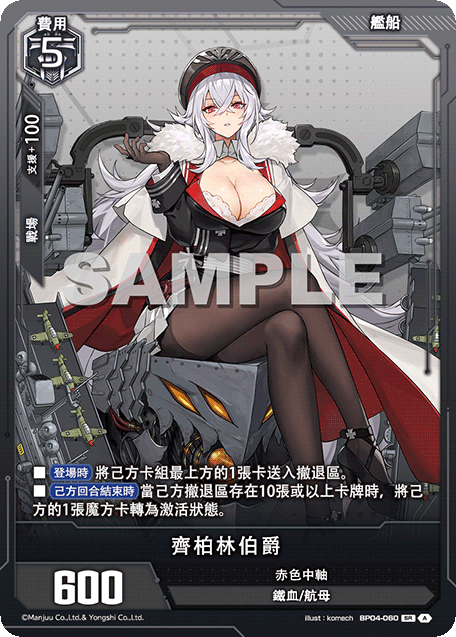 費用
艦船
5
支援+100
戰場
SAMPLE
■ 登場時 將己方卡組最上方的1張卡送入撤退區。
■ 己方回合結束時 當己方撤退區存在10張或以上卡牌時，將己
方的1張魔方卡轉為激活狀態。
齊柏林伯爵
600
赤色中軸
鐵血/航母
©Manjuu Co.,Ltd.& Yongshi Co.,Ltd.
illust : komech BP04-060 SR A